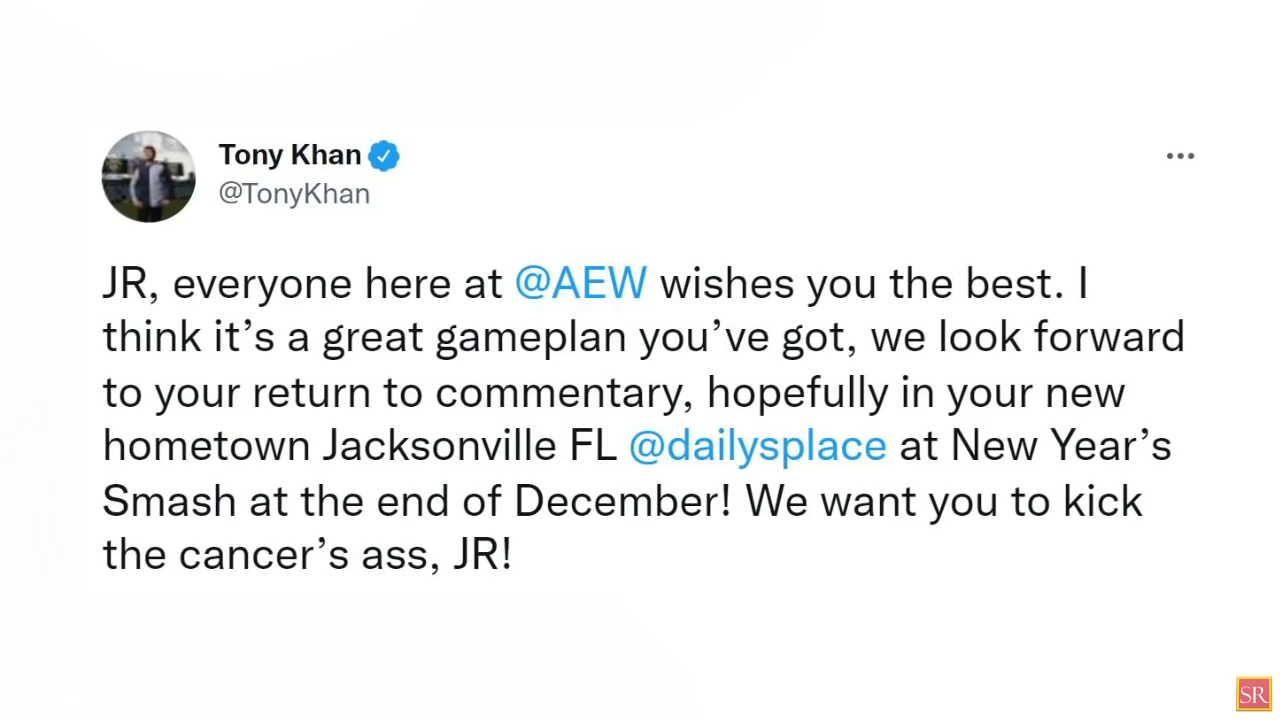 Tony Khan
@TonyKhan
JR, everyone here at @AEW wishes you the best. I
think it’s a great gameplan you’ve got, we look forward
to your return to commentary, hopefully in your new
hometown Jacksonville FL @dailysplace at New Year’s
Smash at the end of December! We want you to kick
the cancer’s ass, JR!
SR